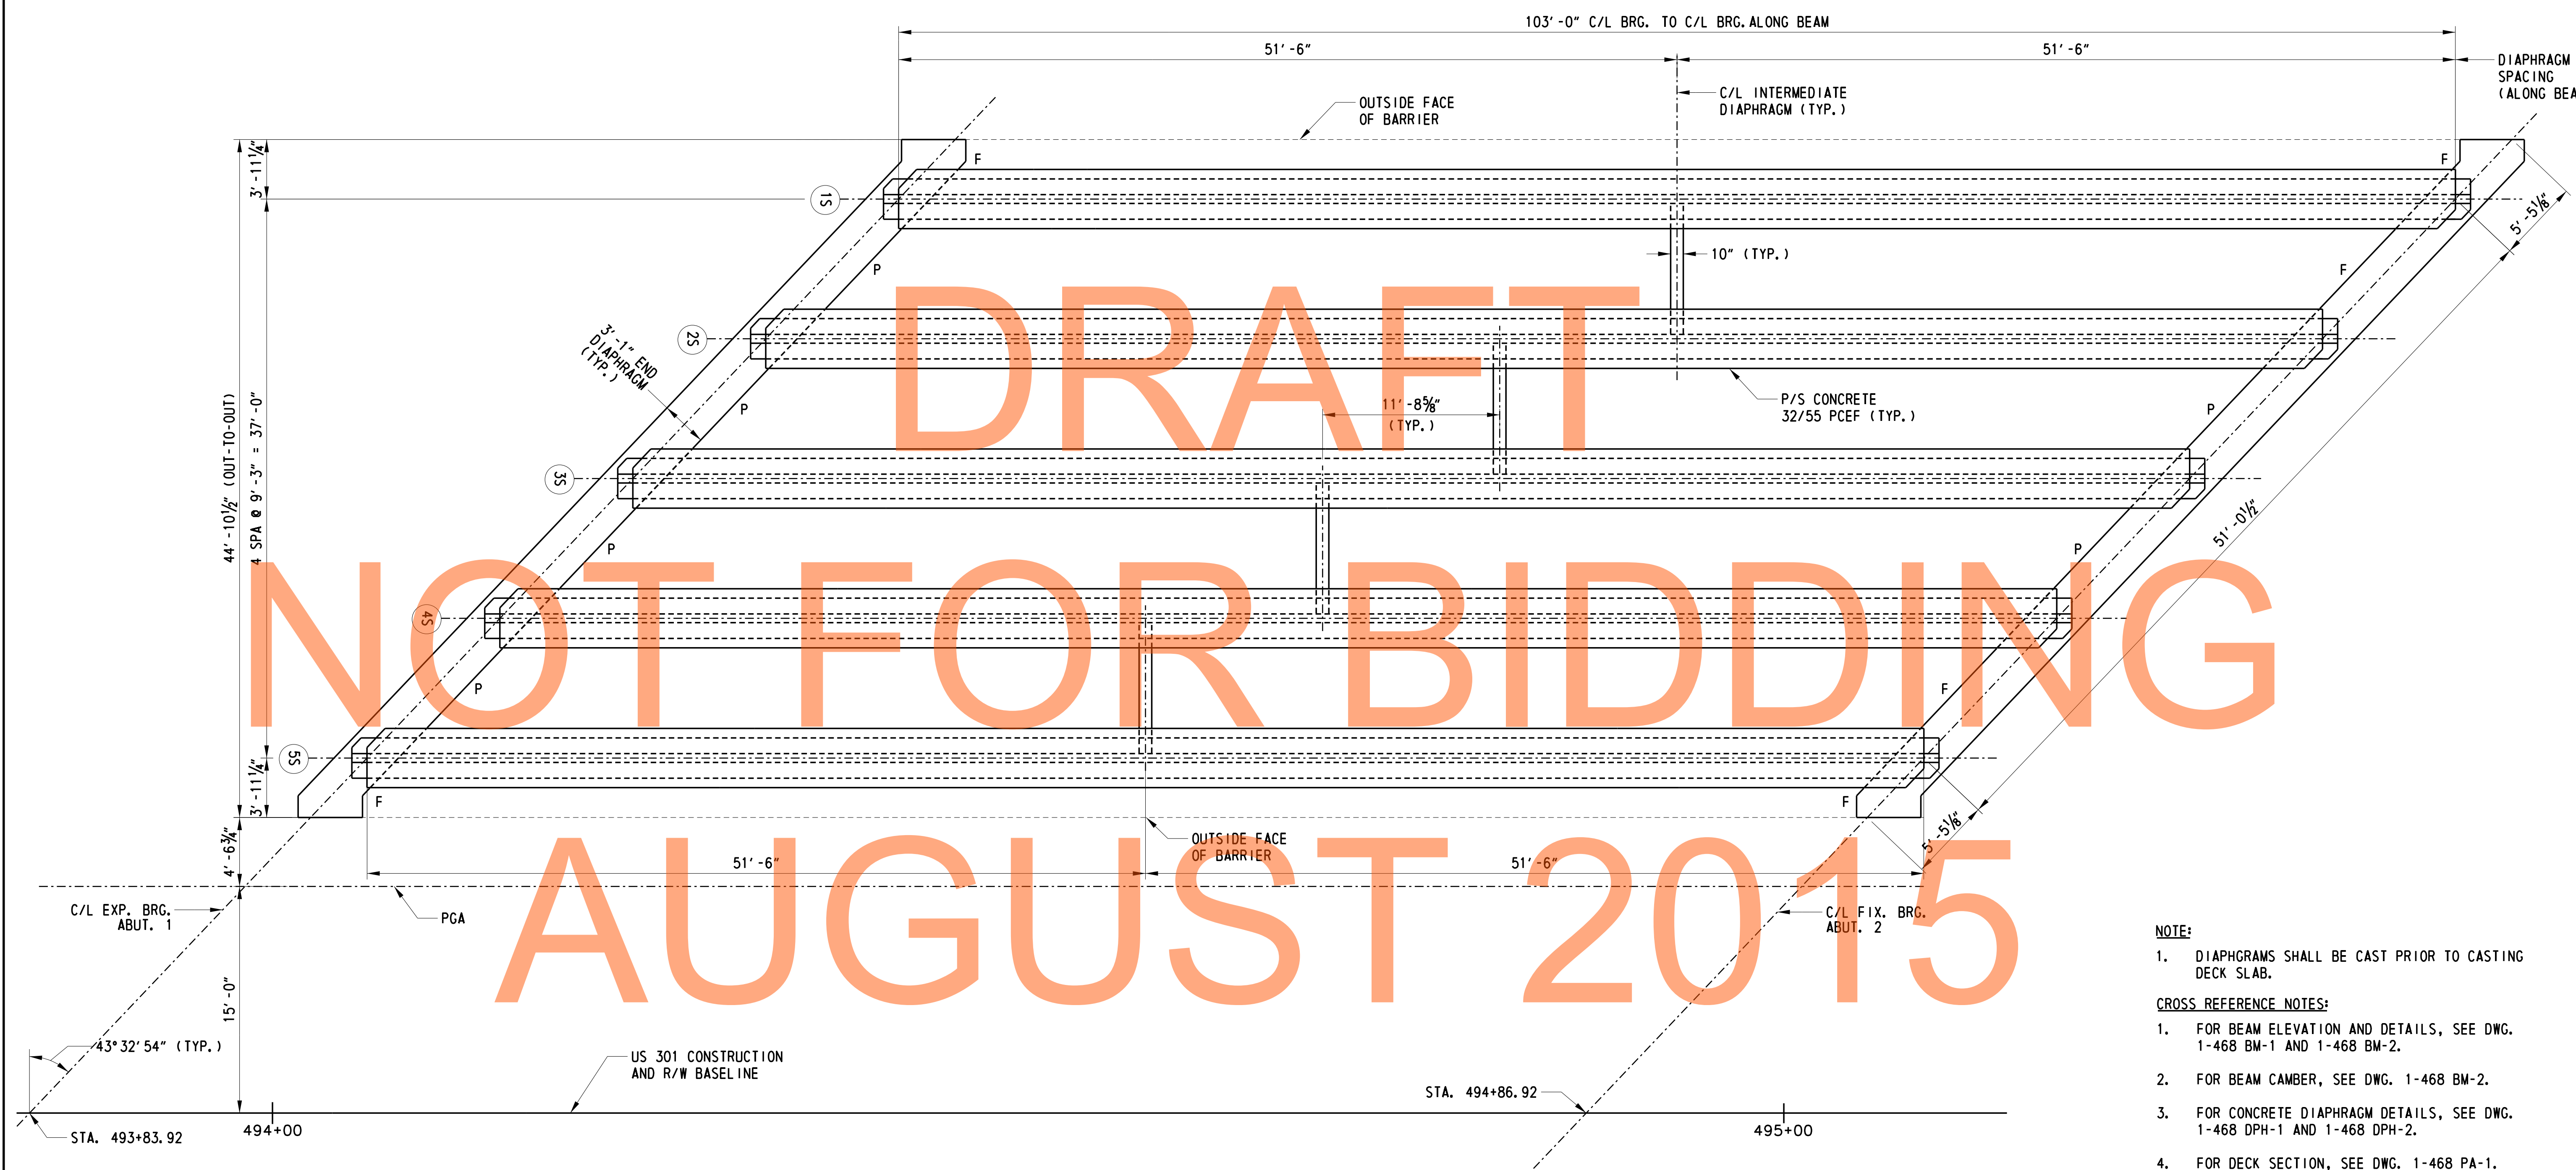 103'-0" C/L BRG. TO C/L BRG. ALONG BEAM
51'-6"
51'-6"
DIAPHRAGM
SPACING
(ALONG BEA
C/L INTERMEDIATE
DIAPHRAGM (TYP.)
OUTSIDE FACE
OF BARRIER
3'-11¼"
F
F
1S
5'-5⅛"
10" (TYP.)
P
F
DRAFT
2S
3'-1" END
DIAPHRAGM
(TYP.)
P/S CONCRETE
32/55 PCEF (TYP.)
11'-8⅝"
(TYP.)
P
P
44'-10½" (OUT-TO-OUT)
4 SPA @ 9'-3" = 37'-0"
3S
51'-0½"
P
P
NOT FOR BIDDING
4S
P
F
5S
3'-11¼"
F
F
4'-6¾"
OUTSIDE FACE
OF BARRIER
5'-5⅛"
51'-6"
51'-6"
AUGUST 2015
C/L EXP. BRG.
ABUT. 1
PGA
C/L FIX. BRG.
ABUT. 2
15'-0"
43°32'54" (TYP.)
US 301 CONSTRUCTION
AND R/W BASELINE
STA. 494+86.92
STA. 493+83.92
494+00
495+00
NOTE:
1. DIAPHGRAMS SHALL BE CAST PRIOR TO CASTING
DECK SLAB.
CROSS REFERENCE NOTES:
1. FOR BEAM ELEVATION AND DETAILS, SEE DWG.
1-468 BM-1 AND 1-468 BM-2.
2. FOR BEAM CAMBER, SEE DWG. 1-468 BM-2.
3. FOR CONCRETE DIAPHRAGM DETAILS, SEE DWG.
1-468 DPH-1 AND 1-468 DPH-2.
4. FOR DECK SECTION, SEE DWG. 1-468 PA-1.